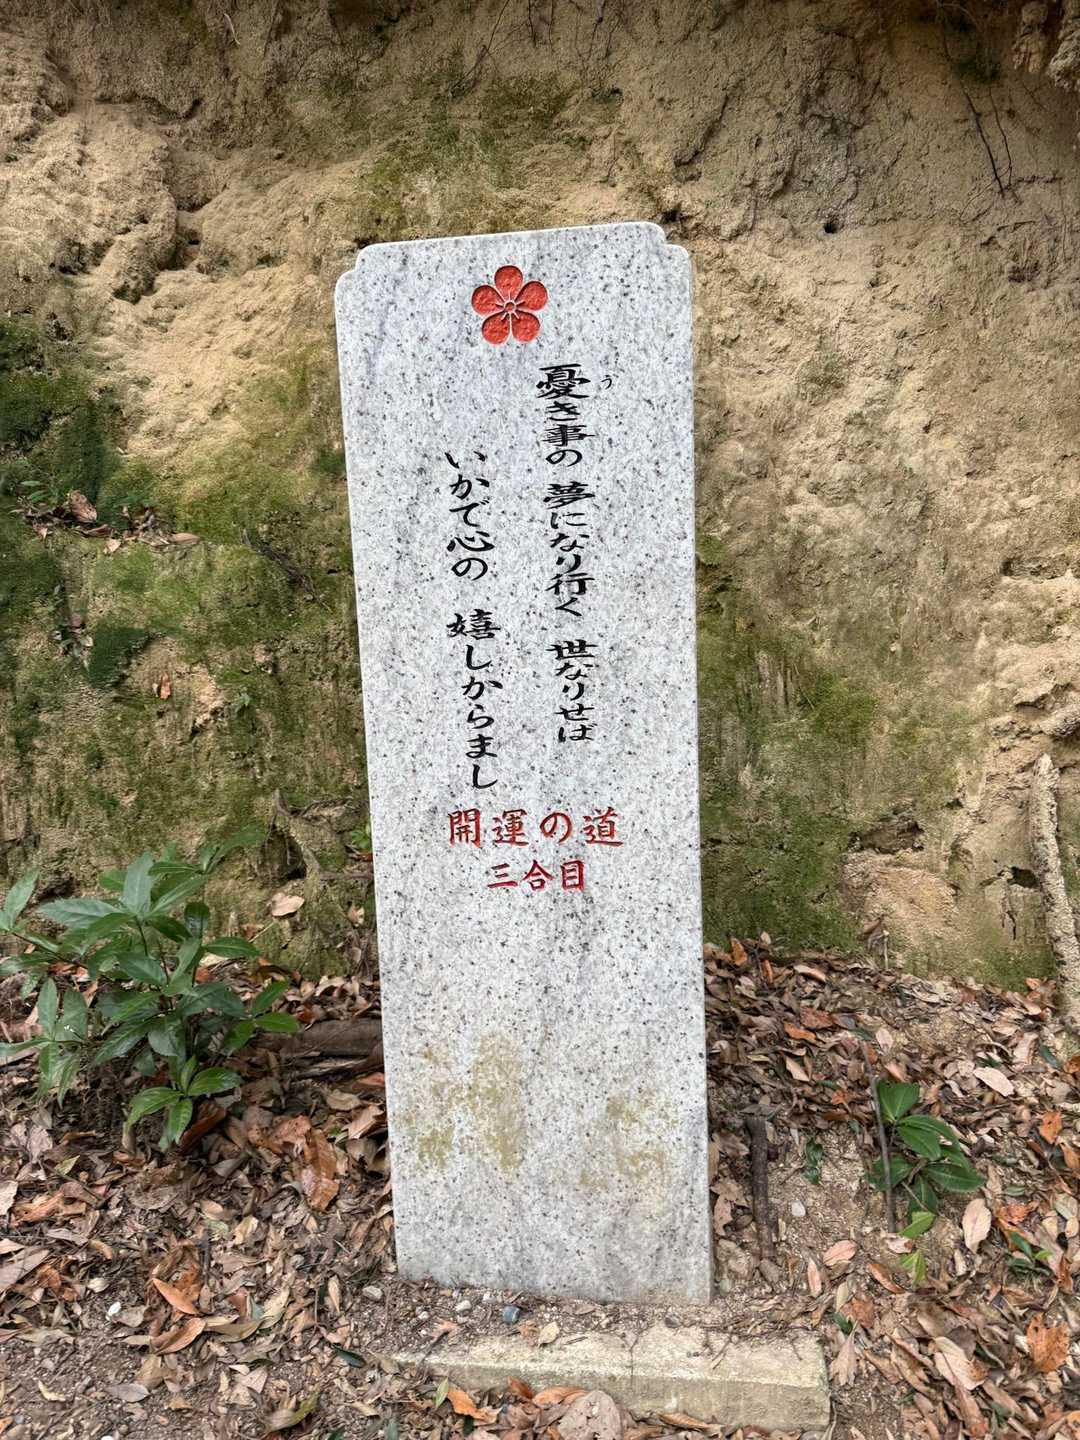 憂き事の 夢になり行く 世なりせば
う
いかで心の 嬉しからまし
開運の道
三合目